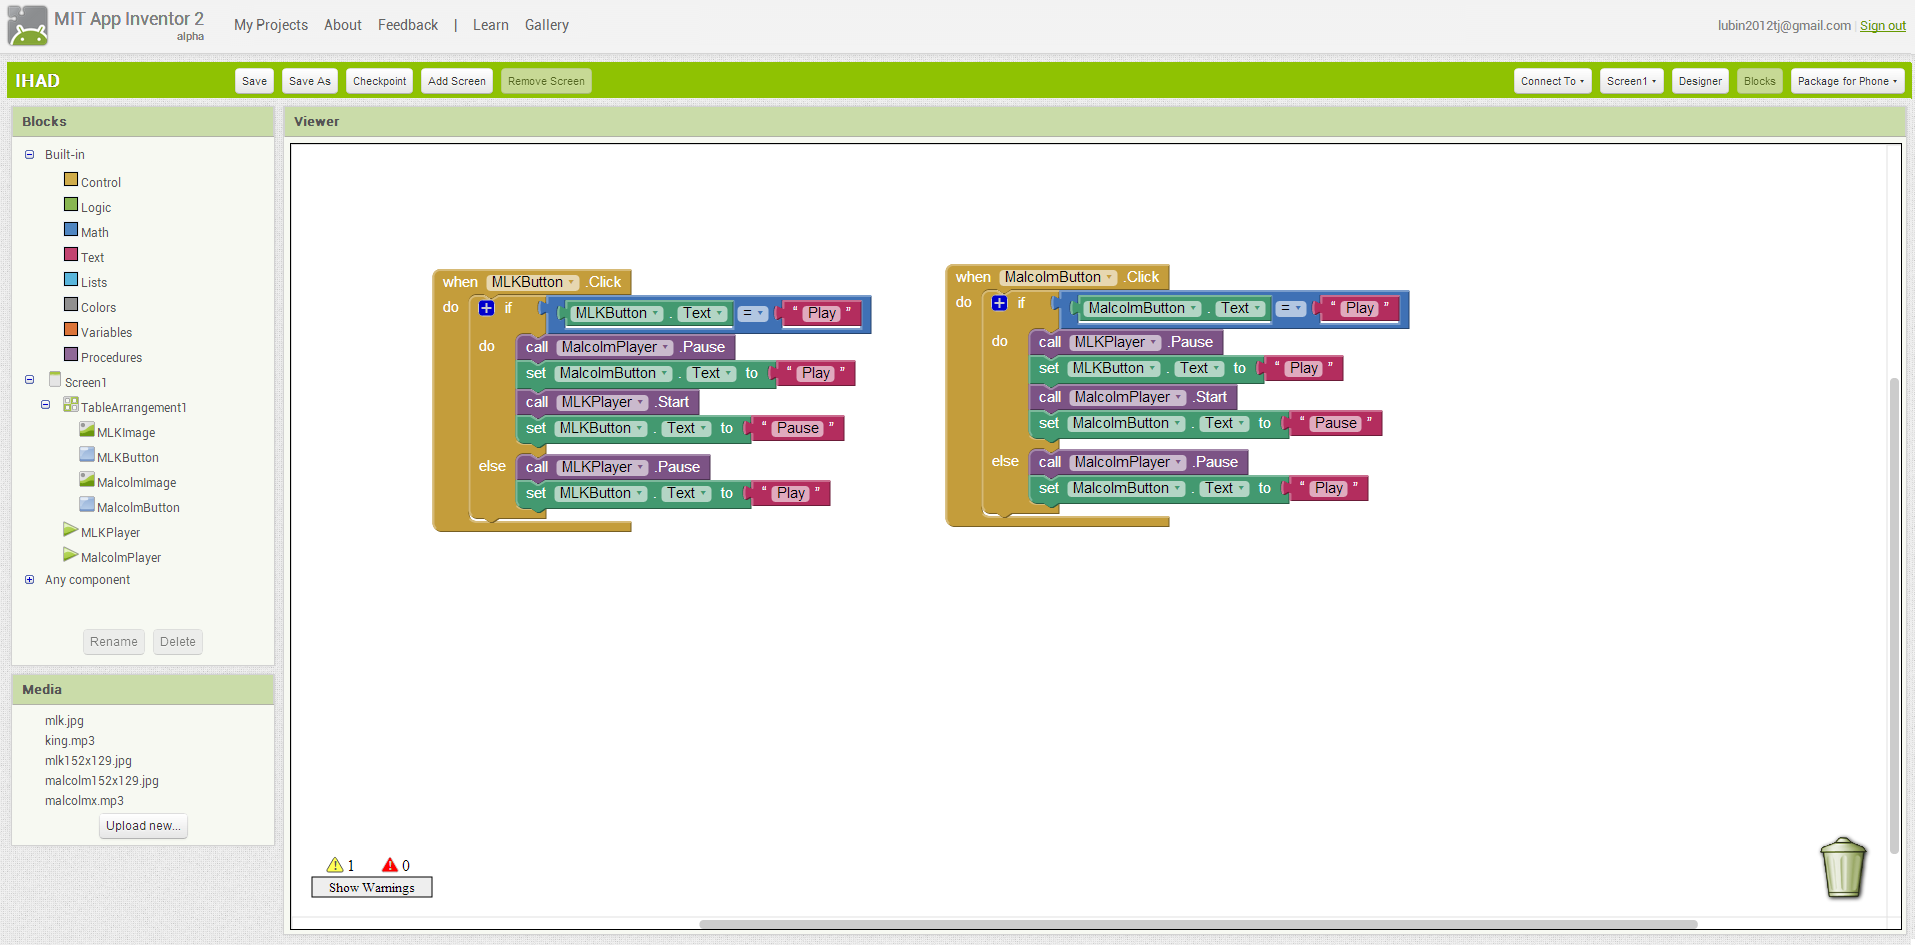 MIT App Inventor 2
alpha
My Projects About Feedback | Learn Gallery
lubin2012tj@gmail.com | Sign out
IHAD
Save Save As Checkpoint Add Screen Remove Screen
Connect To Screen1 Designer Blocks Package for Phone
Blocks
Built-in
Control
Logic
Math
Text
Lists
Colors
Variables
Procedures
Screen1
TableArrangement1
MLKImage
MLKButton
MalcolmImage
MalcolmButton
MLKPlayer
MalcolmPlayer
Any component
Rename Delete
Media
mlk.jpg
king.mp3
mlk152x129.jpg
malcolm152x129.jpg
malcolmx.mp3
Upload new...
Viewer
when MLKButton .Click
do if MLKButton . Text = “ Play ”
do call MalcolmPlayer .Pause
set MalcolmButton . Text to “ Play ”
call MLKPlayer .Start
set MLKButton . Text to “ Pause ”
else call MLKPlayer .Pause
set MLKButton . Text to “ Play ”
when MalcolmButton .Click
do if MalcolmButton . Text = “ Play ”
do call MLKPlayer .Pause
set MLKButton . Text to “ Play ”
call MalcolmPlayer .Start
set MalcolmButton . Text to “ Pause ”
else call MalcolmPlayer .Pause
set MalcolmButton . Text to “ Play ”
1 0
Show Warnings